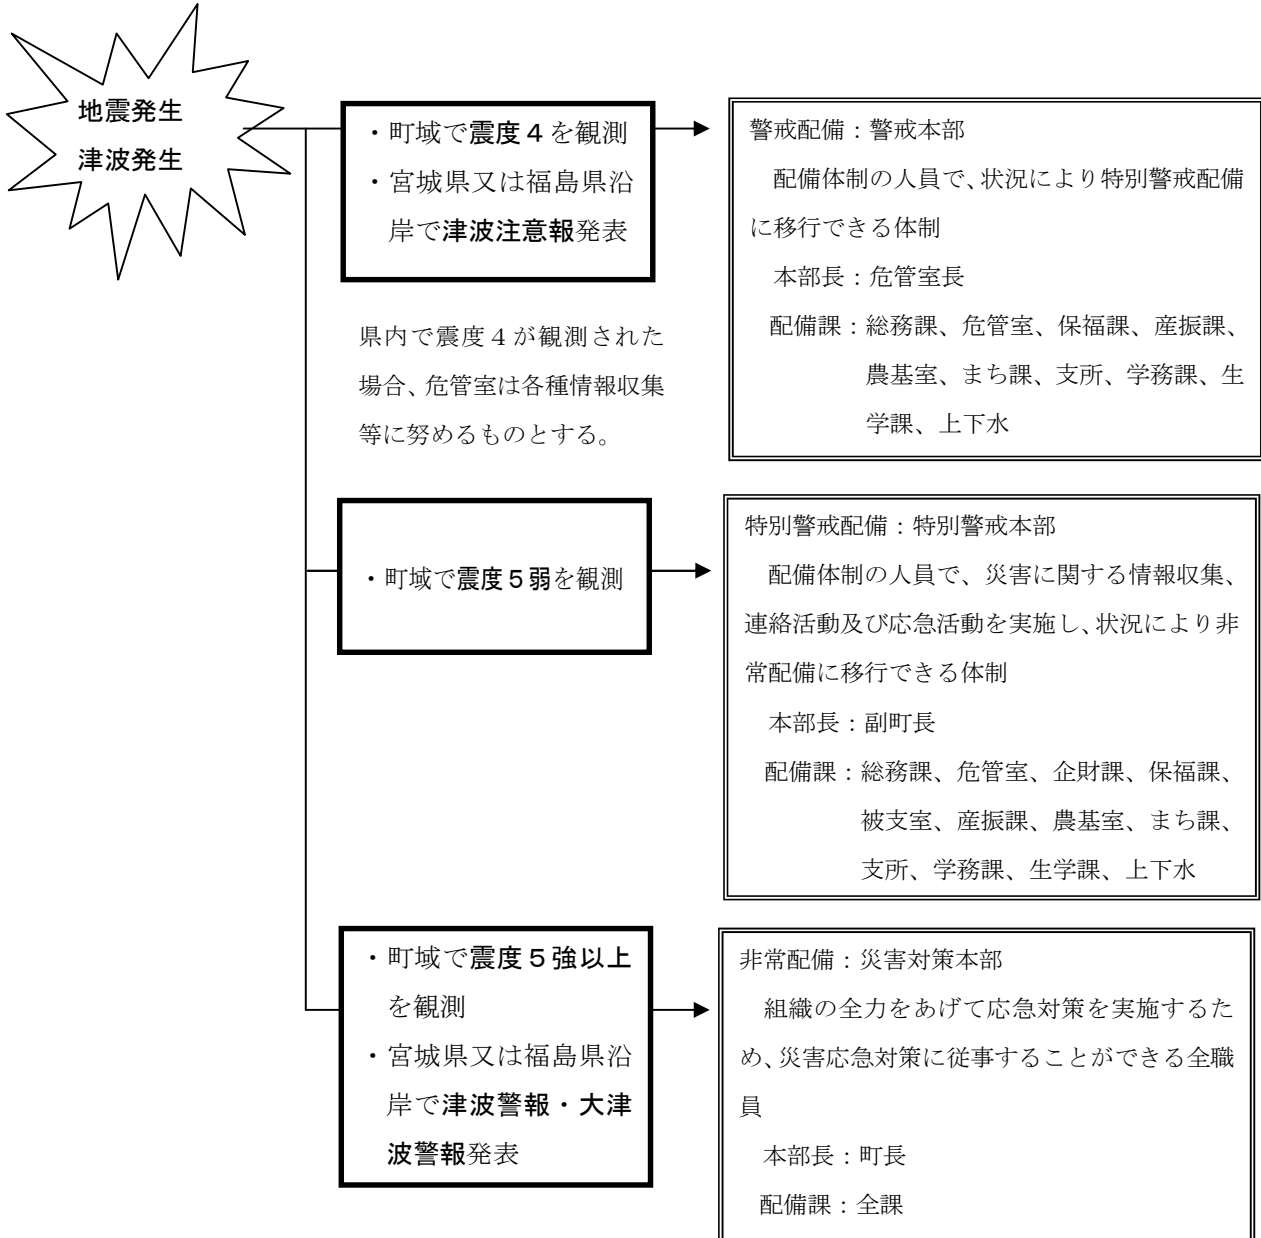 地震発生
津波発生
・町域で震度４を観測
・宮城県又は福島県沿
岸で津波注意報発表
県内で震度４が観測された
場合、危管室は各種情報収集
等に努めるものとする。
警戒配備：警戒本部
配備体制の人員で、状況により特別警戒配備
に移行できる体制
本部長：危管室長
配備課：総務課、危管室、保福課、産振課、
農基室、まち課、支所、学務課、生
学課、上下水
・町域で震度５弱を観測
特別警戒配備：特別警戒本部
配備体制の人員で、災害に関する情報収集、
連絡活動及び応急活動を実施し、状況により非
常配備に移行できる体制
本部長：副町長
配備課：総務課、危管室、企財課、保福課、
被支室、産振課、農基室、まち課、
支所、学務課、生学課、上下水
・町域で震度５強以上
を観測
・宮城県又は福島県沿
岸で津波警報・大津
波警報発表
非常配備：災害対策本部
組織の全力をあげて応急対策を実施するた
め、災害応急対策に従事することができる全職
員
本部長：町長
配備課：全課